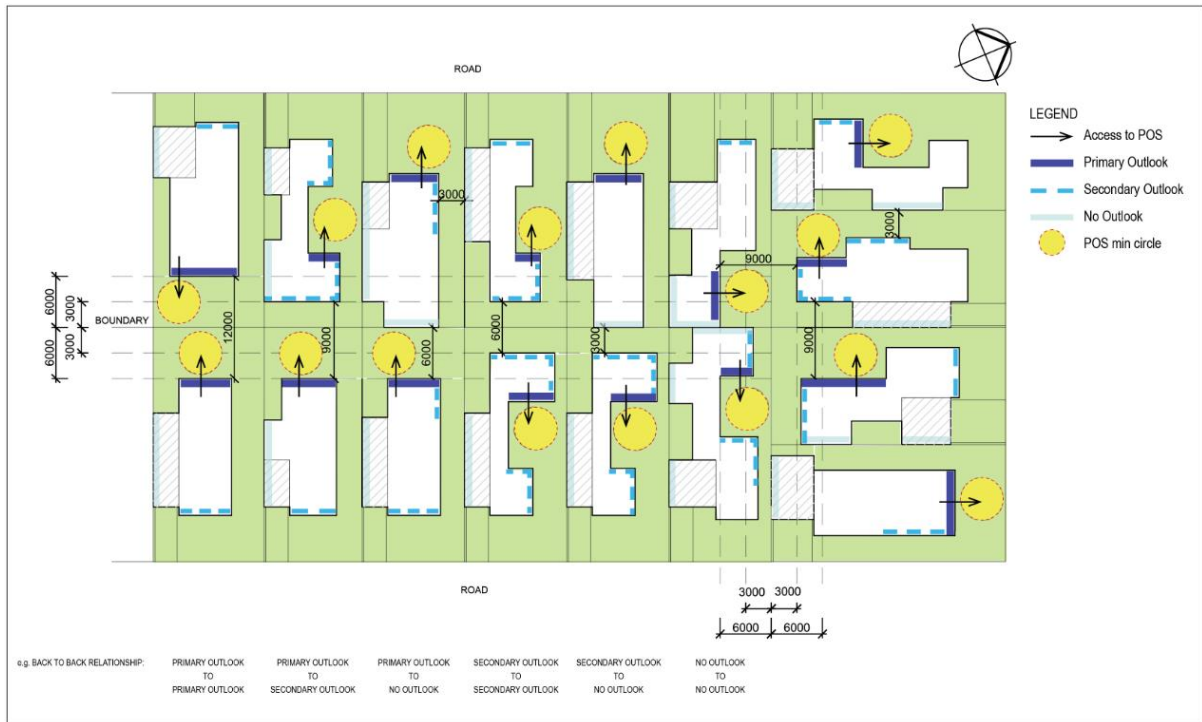 ROAD
LEGEND
Access to POS
Primary Outlook
Secondary Outlook
No Outlook
POS min circle
3000
3000
9000
6000
3000
BOUNDARY
3000
6000
12000
9000
6000
6000
3000
9000
ROAD
3000 3000
6000 6000
e.g. BACK TO BACK RELATIONSHIP:
PRIMARY OUTLOOK
TO
PRIMARY OUTLOOK
PRIMARY OUTLOOK
TO
SECONDARY OUTLOOK
PRIMARY OUTLOOK
TO
NO OUTLOOK
SECONDARY OUTLOOK
TO
SECONDARY OUTLOOK
SECONDARY OUTLOOK
TO
NO OUTLOOK
NO OUTLOOK
TO
NO OUTLOOK